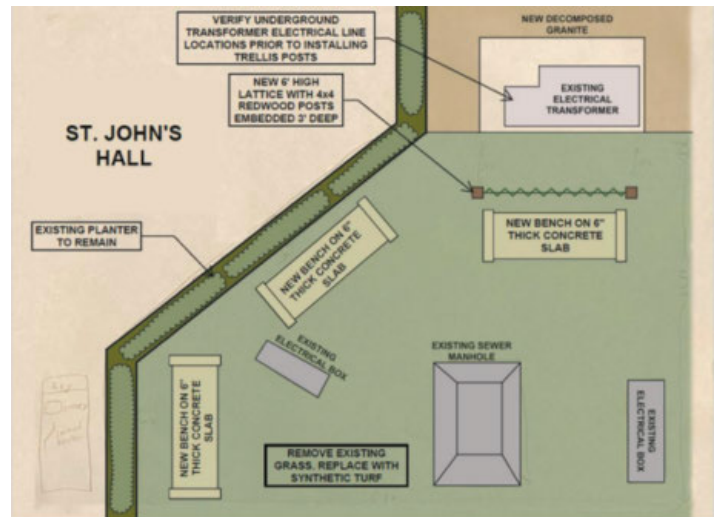 VERIFY UNDERGROUND
TRANSFORMER ELECTRICAL LINE
LOCATIONS PRIOR TO INSTALLING
TRELLIS POSTS
NEW DECOMPOSED
GRANITE
NEW 6' HIGH
LATTICE WITH 4x4
REDWOOD POSTS
EMBEDDED 3' DEEP
EXISTING
ELECTRICAL
TRANSFORMER
ST. JOHN'S
HALL
EXISTING PLANTER
TO REMAIN
NEW BENCH ON 6"
THICK CONCRETE
SLAB
NEW BENCH ON 6"
THICK CONCRETE
SLAB
EXISTING
ELECTRICAL BOX
EXISTING SEWER
MANHOLE
NEW BENCH ON 6"
THICK CONCRETE
SLAB
REMOVE EXISTING
GRASS. REPLACE WITH
SYNTHETIC TURF
EXISTING
ELECTRICAL BOX